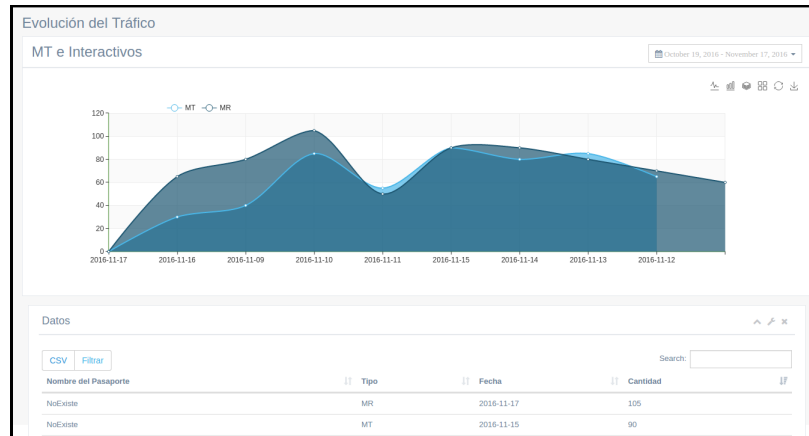 Evolución del Tráfico
MT e Interactivos
October 19, 2016 - November 17, 2016
MT MR
120
100
80
60
40
20
0
2016-11-17 2016-11-16 2016-11-09 2016-11-10 2016-11-11 2016-11-15 2016-11-14 2016-11-13 2016-11-12
Datos
CSV Filtrar
Search:
Nombre del Pasaporte Tipo Fecha Cantidad
NoExiste MR 2016-11-17 105
NoExiste MT 2016-11-15 90